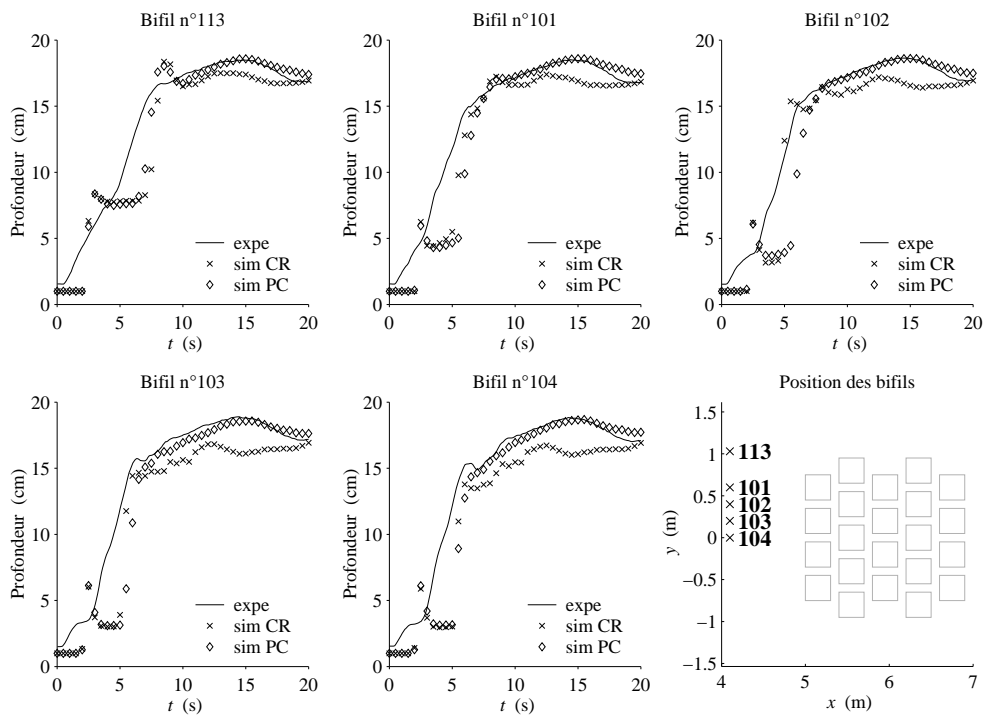 Bifil n°113
20
15
10
5
0
Profondeur (cm)
expe
sim CR
sim PC
0 5 10 15 20
t (s)
Bifil n°101
20
15
10
5
0
Profondeur (cm)
expe
sim CR
sim PC
0 5 10 15 20
t (s)
Bifil n°102
20
15
10
5
0
Profondeur (cm)
expe
sim CR
sim PC
0 5 10 15 20
t (s)
Bifil n°103
20
15
10
5
0
Profondeur (cm)
expe
sim CR
sim PC
0 5 10 15 20
t (s)
Bifil n°104
20
15
10
5
0
Profondeur (cm)
expe
sim CR
sim PC
0 5 10 15 20
t (s)
Position des bifils
1.5
1
0.5
0
−0.5
−1
−1.5
y (m)
113
101
102
103
104
4 5 6 7
x (m)